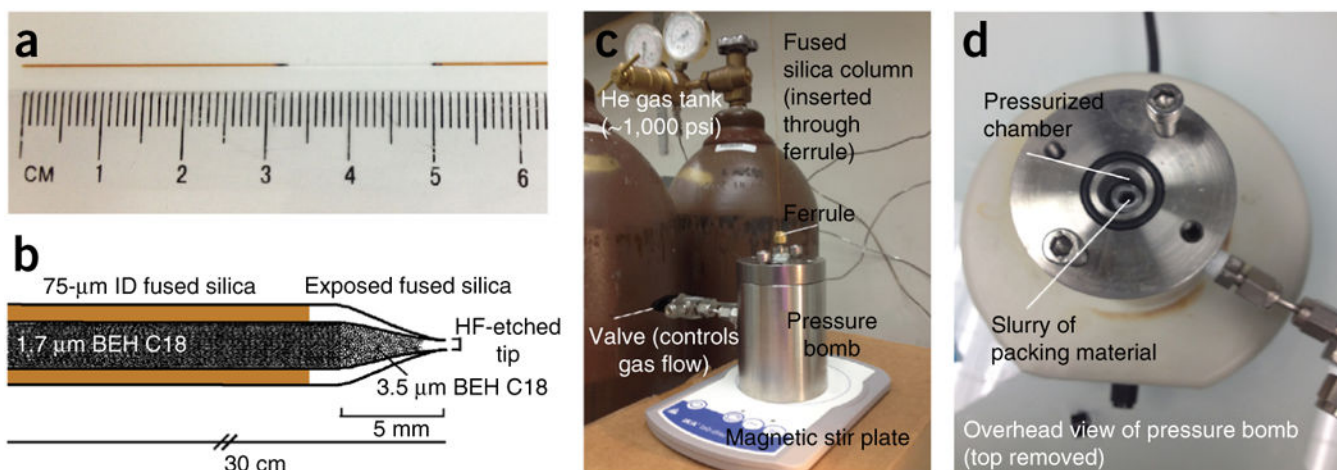 a
CM 1 2 3 4 5 6
b
75-μm ID fused silica
Exposed fused silica
1.7 μm BEH C18
HF-etched
tip
3.5 μm BEH C18
5 mm
30 cm
c
Fused
silica column
(inserted
through
ferrule)
He gas tank
(~1,000 psi)
Ferrule
Valve (controls
gas flow)
Pressure
bomb
Magnetic stir plate
d
Pressurized
chamber
Slurry of
packing material
Overhead view of pressure bomb
(top removed)